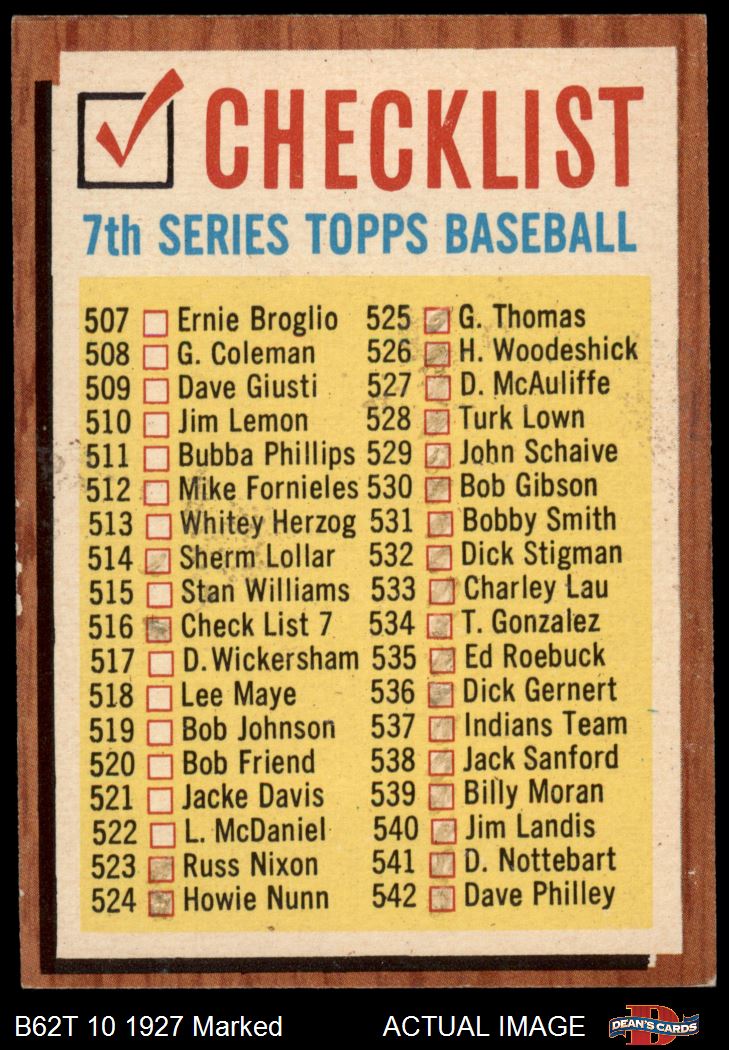 CHECKLIST
7th SERIES TOPPS BASEBALL
507 Ernie Broglio
508 G. Coleman
509 Dave Giusti
510 Jim Lemon
511 Bubba Phillips
512 Mike Fornieles
513 Whitey Herzog
514 Sherm Lollar
515 Stan Williams
516 Check List 7
517 D. Wickersham
518 Lee Maye
519 Bob Johnson
520 Bob Friend
521 Jacke Davis
522 L. McDaniel
523 Russ Nixon
524 Howie Nunn
525 G. Thomas
526 H. Woodeshick
527 D. McAuliffe
528 Turk Lown
529 John Schaive
530 Bob Gibson
531 Bobby Smith
532 Dick Stigman
533 Charley Lau
534 T. Gonzalez
535 Ed Roebuck
536 Dick Gernert
537 Indians Team
538 Jack Sanford
539 Billy Moran
540 Jim Landis
541 D. Nottebart
542 Dave Philley
B62T 10 1927 Marked
ACTUAL IMAGE
D
DEAN'S CARDS